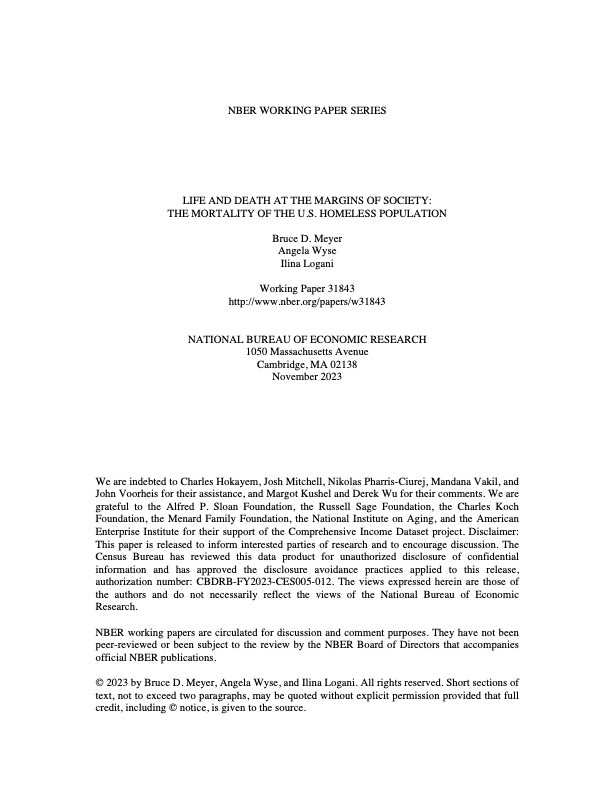 NBER WORKING PAPER SERIES
LIFE AND DEATH AT THE MARGINS OF SOCIETY:
THE MORTALITY OF THE U.S. HOMELESS POPULATION
Bruce D. Meyer
Angela Wyse
Ilina Logani
Working Paper 31843
http://www.nber.org/papers/w31843
NATIONAL BUREAU OF ECONOMIC RESEARCH
1050 Massachusetts Avenue
Cambridge, MA 02138
November 2023
We are indebted to Charles Hokayem, Josh Mitchell, Nikolas Pharris-Ciurej, Mandana Vakil, and
John Voorheis for their assistance, and Margot Kushel and Derek Wu for their comments. We are
grateful to the Alfred P. Sloan Foundation, the Russell Sage Foundation, the Charles Koch
Foundation, the Menard Family Foundation, the National Institute on Aging, and the American
Enterprise Institute for their support of the Comprehensive Income Dataset project. Disclaimer:
This paper is released to inform interested parties of research and to encourage discussion. The
Census Bureau has reviewed this data product for unauthorized disclosure of confidential
information and has approved the disclosure avoidance practices applied to this release,
authorization number: CBDRB-FY2023-CES005-012. The views expressed herein are those of
the authors and do not necessarily reflect the views of the National Bureau of Economic
Research.
NBER working papers are circulated for discussion and comment purposes. They have not been
peer-reviewed or been subject to the review by the NBER Board of Directors that accompanies
official NBER publications.
© 2023 by Bruce D. Meyer, Angela Wyse, and Ilina Logani. All rights reserved. Short sections of
text, not to exceed two paragraphs, may be quoted without explicit permission provided that full
credit, including © notice, is given to the source.